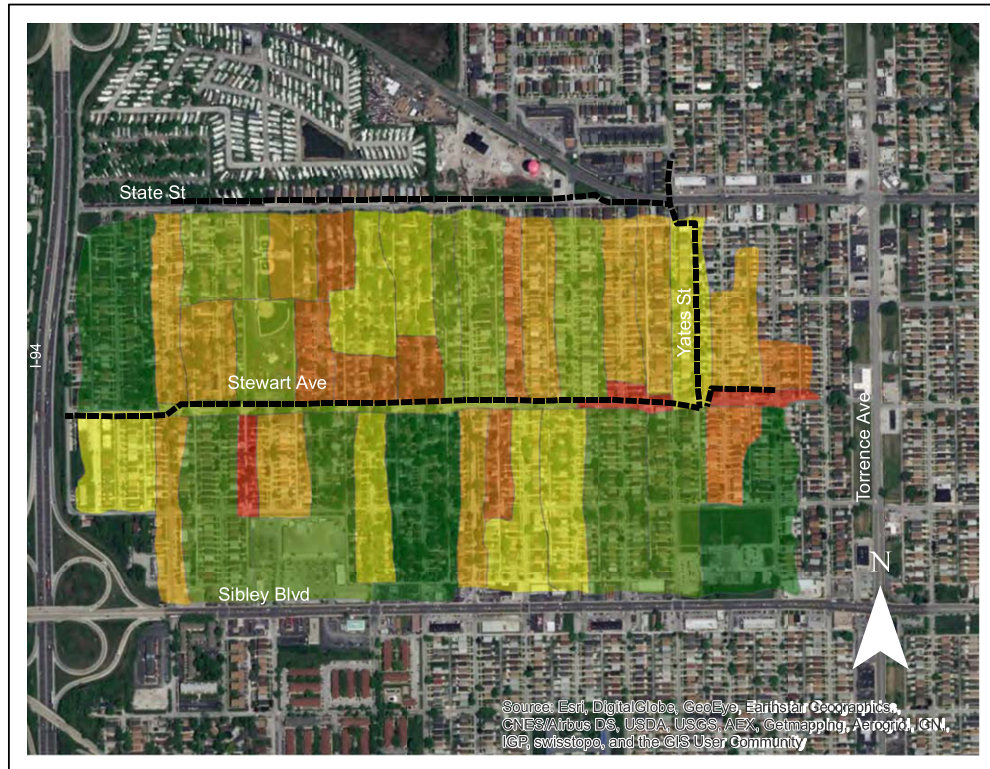 State St
Yates St
I-94
Stewart Ave
Torrence Ave
N
Sibley Blvd
Source: Esri, DigitalGlobe, GeoEye, Earthstar Geographics,
CNES/Airbus DS, USDA, USGS, AEX, Getmapping, Aerogrid, IGN,
IGP, swisstopo, and the GIS User Community